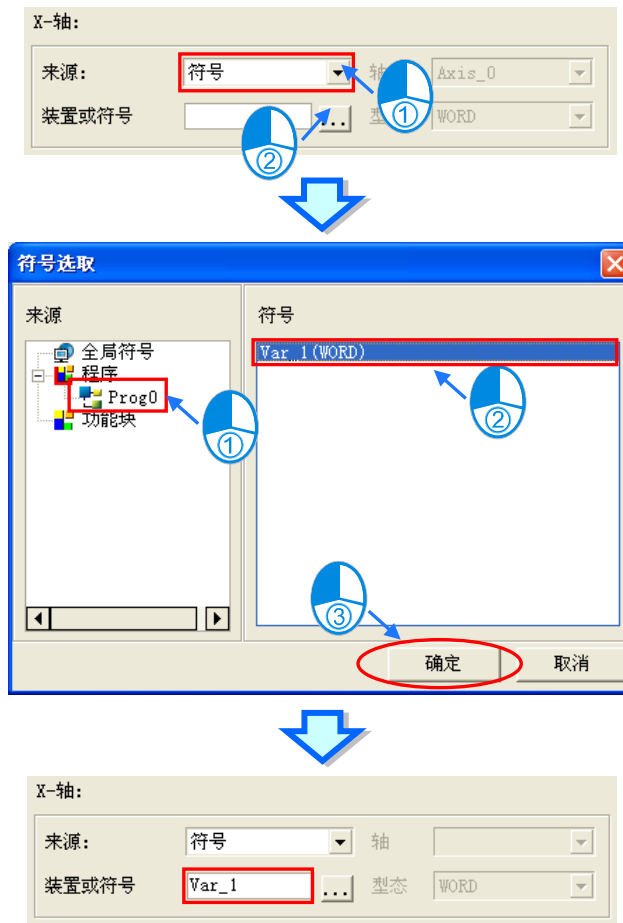 X-轴:
来源: 符号 轴 Axis_0
装置或符号 ... 型 WORD
①
②
符号选取
来源 符号
全局符号 Var_1(WORD)
程序
Prog0
功能块
①
②
③
确定 取消
X-轴:
来源: 符号 轴
装置或符号 Var_1 ... 型态 WORD